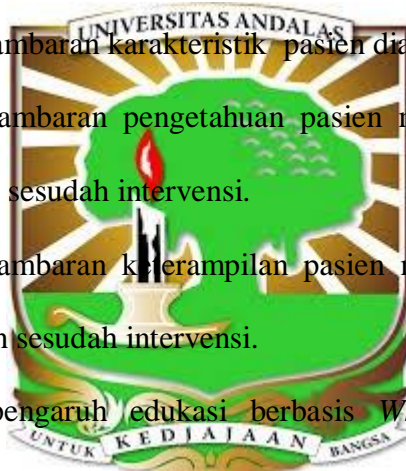 UNIVERSITAS ANDALAS
ambaran karakteristik pasien dia
ambaran pengetahuan pasien
sesudah intervensi.
ambaran keterampilan pasien
sesudah intervensi.
pengaruh edukasi berbasis W
UNTUK KEDJAJAAN BANGSA